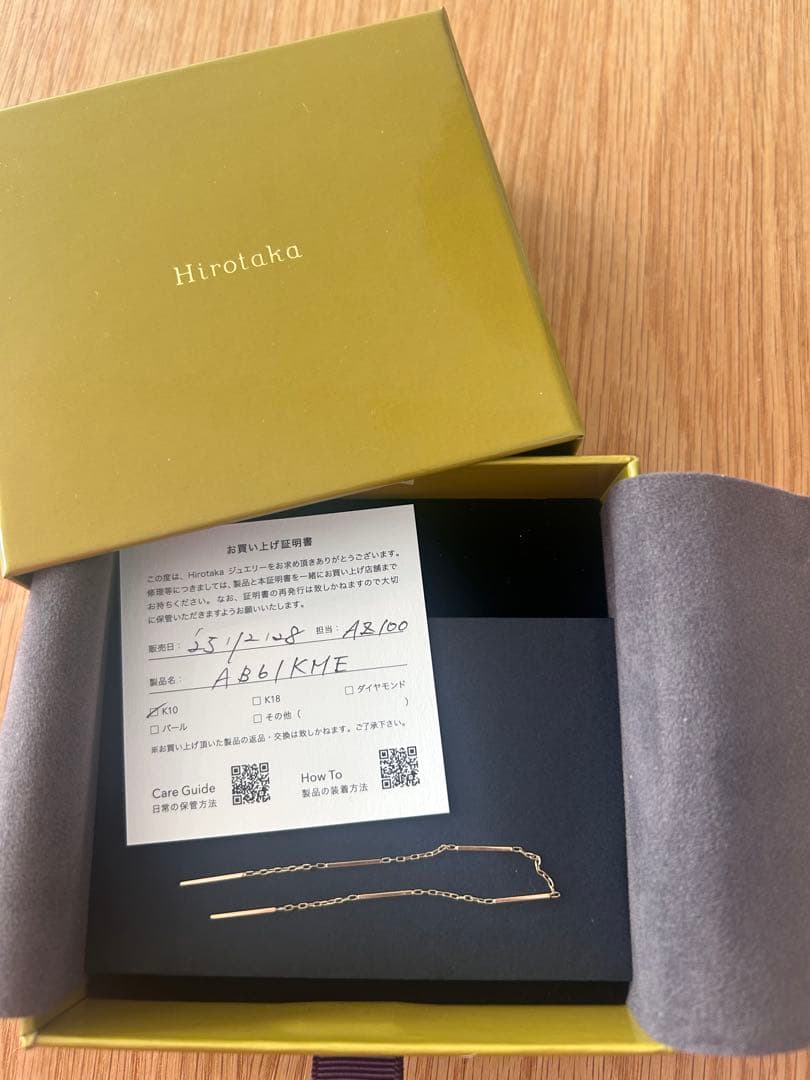 Hirotaka
お買い上げ証明書
この度は、Hirotaka ジュエリーをお求め頂きありがとうございます。
修理等につきましては、製品と本証明書を一緒にお買い上げ店舗まで
お持ちください。なお、証明書の再発行は致しかねますので大切
に保管いただきますようお願いいたします。
販売日： '25.12.28 担当： AZ100
製品名： AB61KME
☑ K10 □ K18 □ ダイヤモンド
□ パール □ その他（ ）
※お買い上げ頂いた製品の返品・交換は致しかねます。ご了承下さい。
Care Guide
日常の保管方法
How To
製品の装着方法